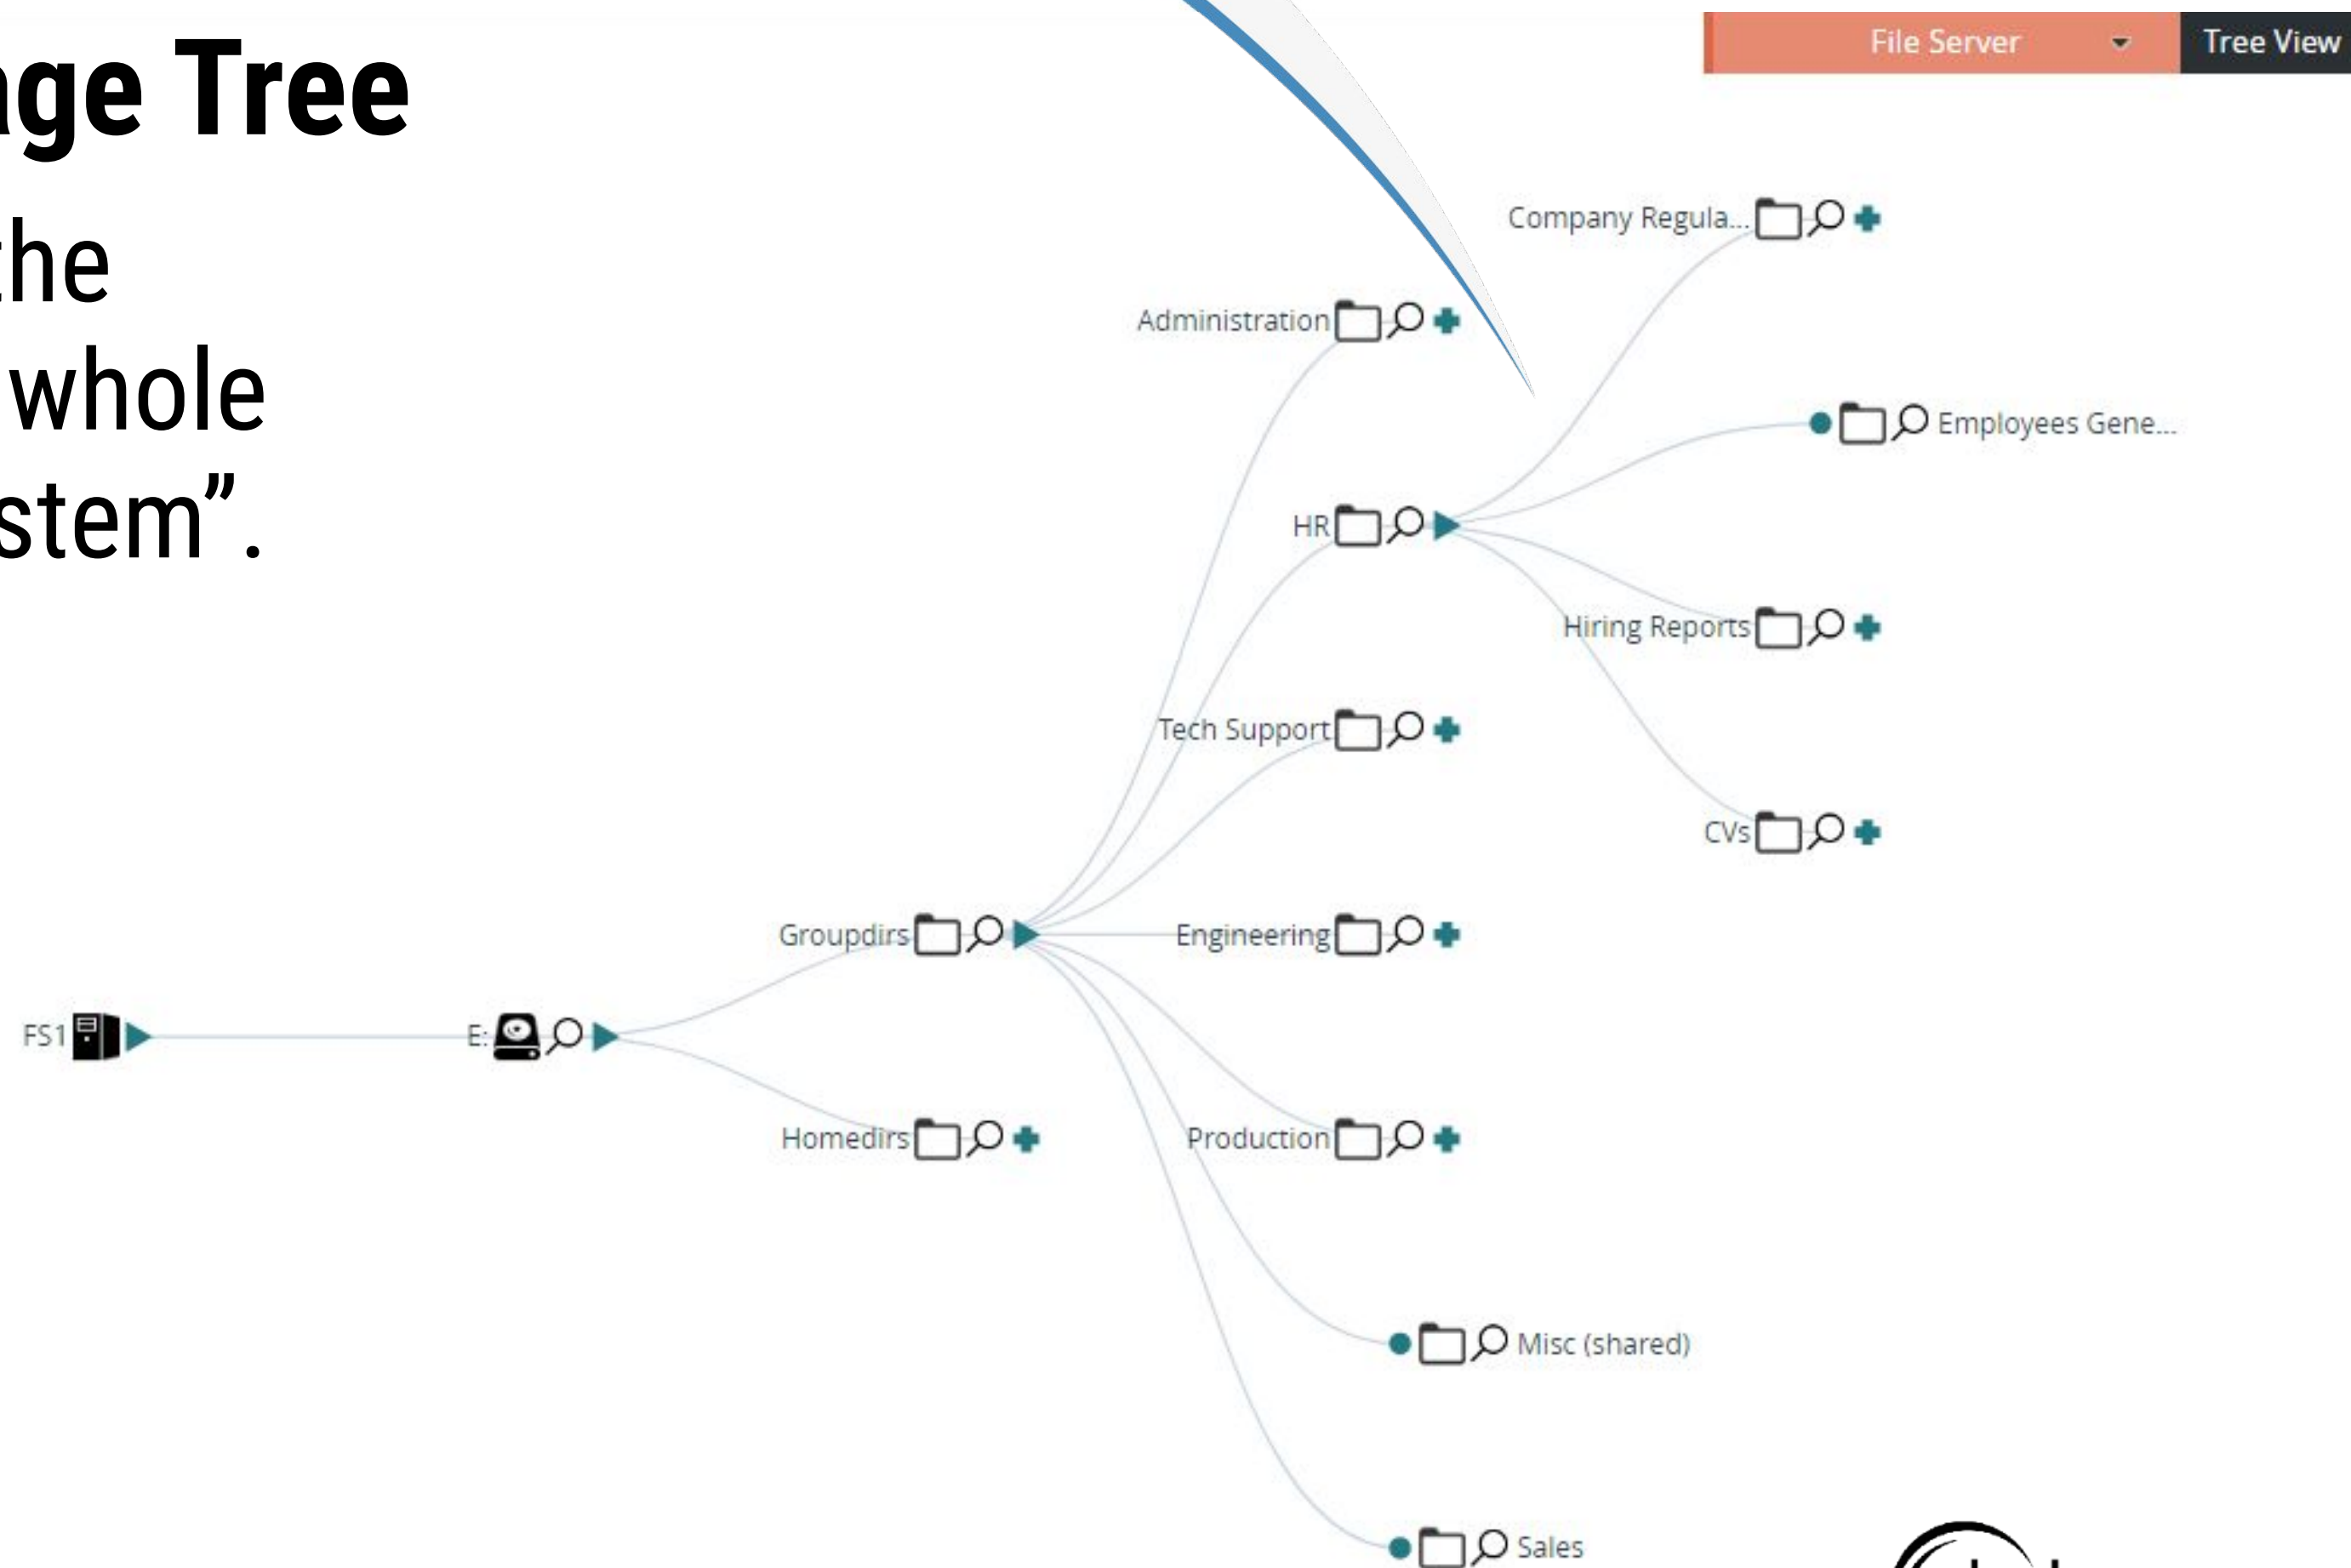 age Tree
the
whole
stem”.
File Server
Tree View
Company Regula...
Administration
Employees Gene...
HR
Hiring Reports
Tech Support
CVs
Groupdirs
Engineering
FS1
E:
Homedirs
Production
Misc (shared)
Sales